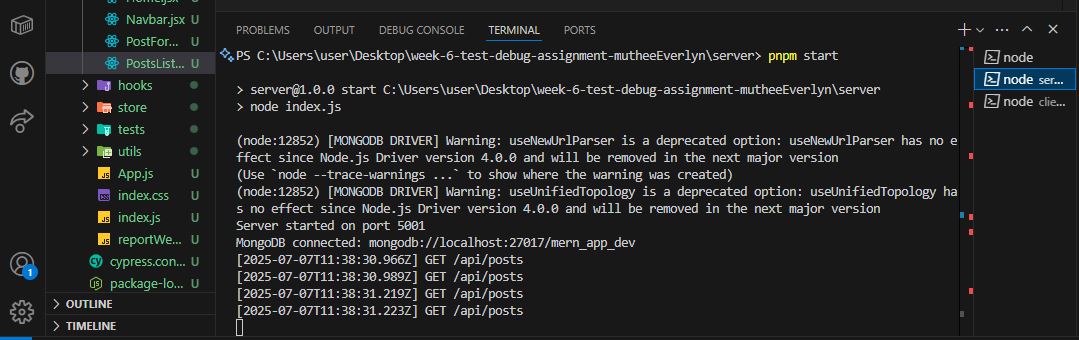 Navbar.jsx U
PostFor... U
PostsList... U
hooks
store
tests
utils
App.js U
index.css U
index.js U
reportWe... U
cypress.con... U
package-lo... U
OUTLINE
TIMELINE
1
PROBLEMS OUTPUT DEBUG CONSOLE TERMINAL PORTS
PS C:\Users\user\Desktop\week-6-test-debug-assignment-mutheeEverlyn\server> pnpm start
> server@1.0.0 start C:\Users\user\Desktop\week-6-test-debug-assignment-mutheeEverlyn\server
> node index.js
(node:12852) [MONGODB DRIVER] Warning: useNewUrlParser is a deprecated option: useNewUrlParser has no e
ffect since Node.js Driver version 4.0.0 and will be removed in the next major version
(Use `node --trace-warnings ...` to show where the warning was created)
(node:12852) [MONGODB DRIVER] Warning: useUnifiedTopology is a deprecated option: useUnifiedTopology ha
s no effect since Node.js Driver version 4.0.0 and will be removed in the next major version
Server started on port 5001
MongoDB connected: mongodb://localhost:27017/mern_app_dev
[2025-07-07T11:38:30.966Z] GET /api/posts
[2025-07-07T11:38:30.989Z] GET /api/posts
[2025-07-07T11:38:31.219Z] GET /api/posts
[2025-07-07T11:38:31.223Z] GET /api/posts
node
node ser...
node clie...